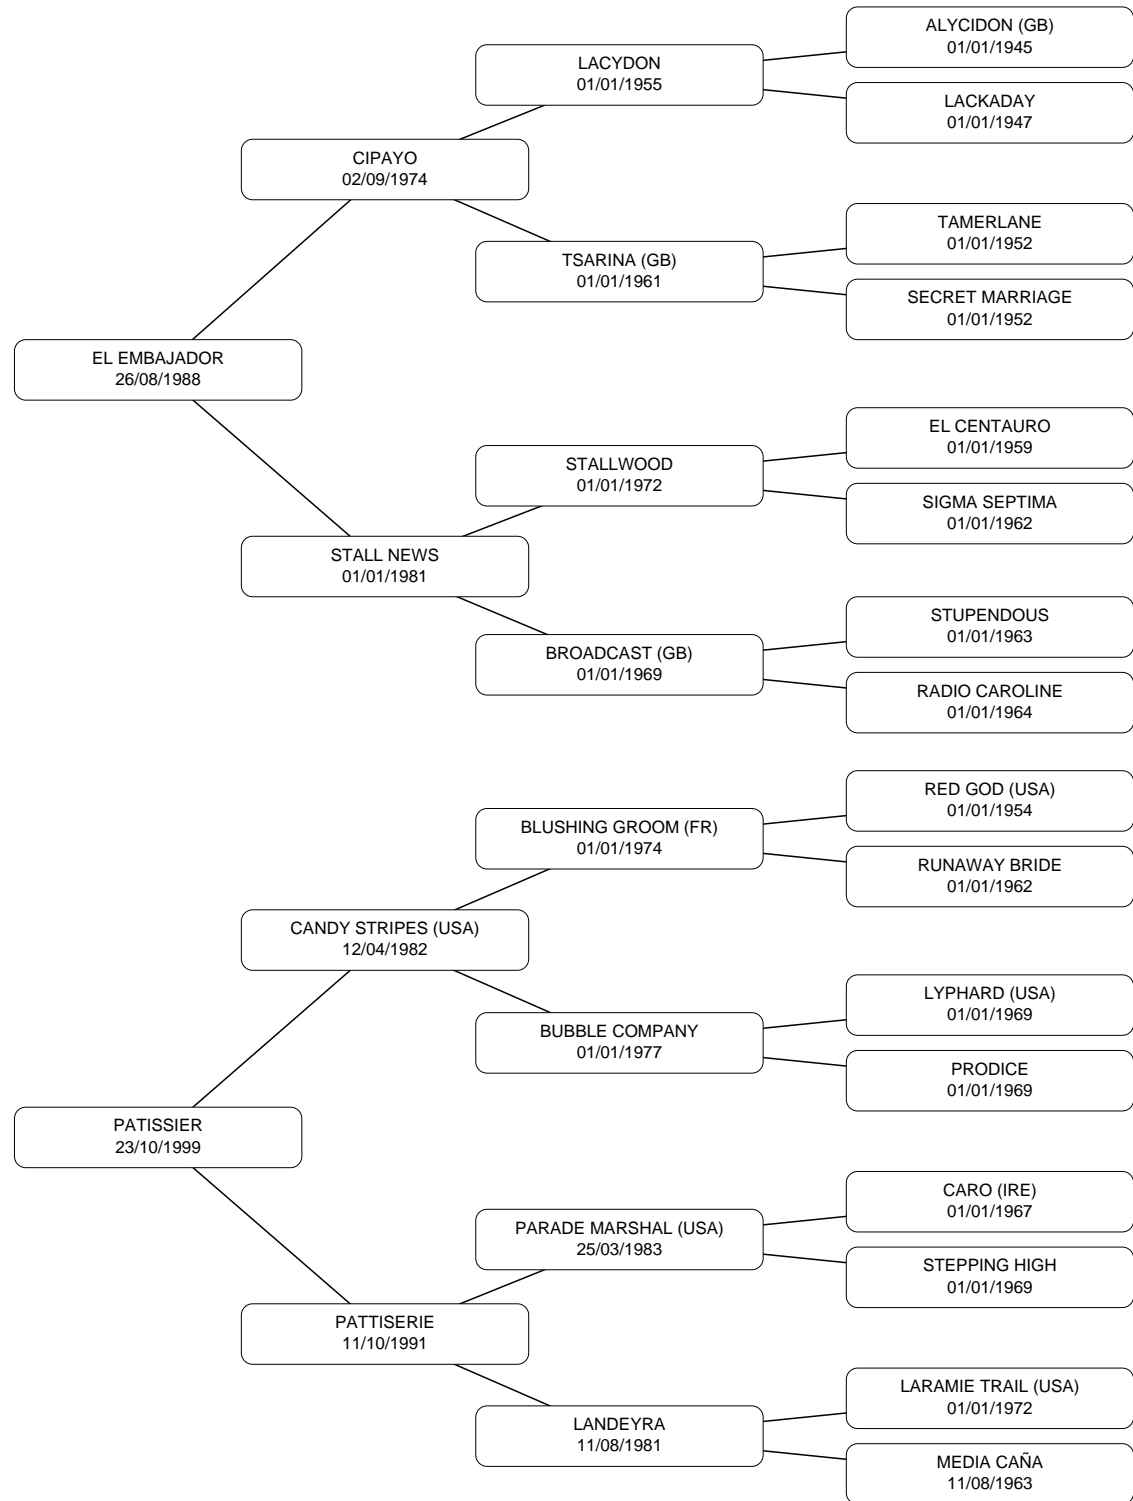 ALYCIDON (GB)
01/01/1945
LACYDON
01/01/1955
LACKADAY
01/01/1947
CIPAYO
02/09/1974
TAMERLANE
01/01/1952
TSARINA (GB)
01/01/1961
SECRET MARRIAGE
01/01/1952
EL EMBAJADOR
26/08/1988
EL CENTAURO
01/01/1959
STALLWOOD
01/01/1972
SIGMA SEPTIMA
01/01/1962
STALL NEWS
01/01/1981
STUPENDOUS
01/01/1963
BROADCAST (GB)
01/01/1969
RADIO CAROLINE
01/01/1964
RED GOD (USA)
01/01/1954
BLUSHING GROOM (FR)
01/01/1974
RUNAWAY BRIDE
01/01/1962
CANDY STRIPES (USA)
12/04/1982
LYPHARD (USA)
01/01/1969
BUBBLE COMPANY
01/01/1977
PRODICE
01/01/1969
PATISSIER
23/10/1999
CARO (IRE)
01/01/1967
PARADE MARSHAL (USA)
25/03/1983
STEPPING HIGH
01/01/1969
PATTISERIE
11/10/1991
LARAMIE TRAIL (USA)
01/01/1972
LANDEYRA
11/08/1981
MEDIA CAÑA
11/08/1963